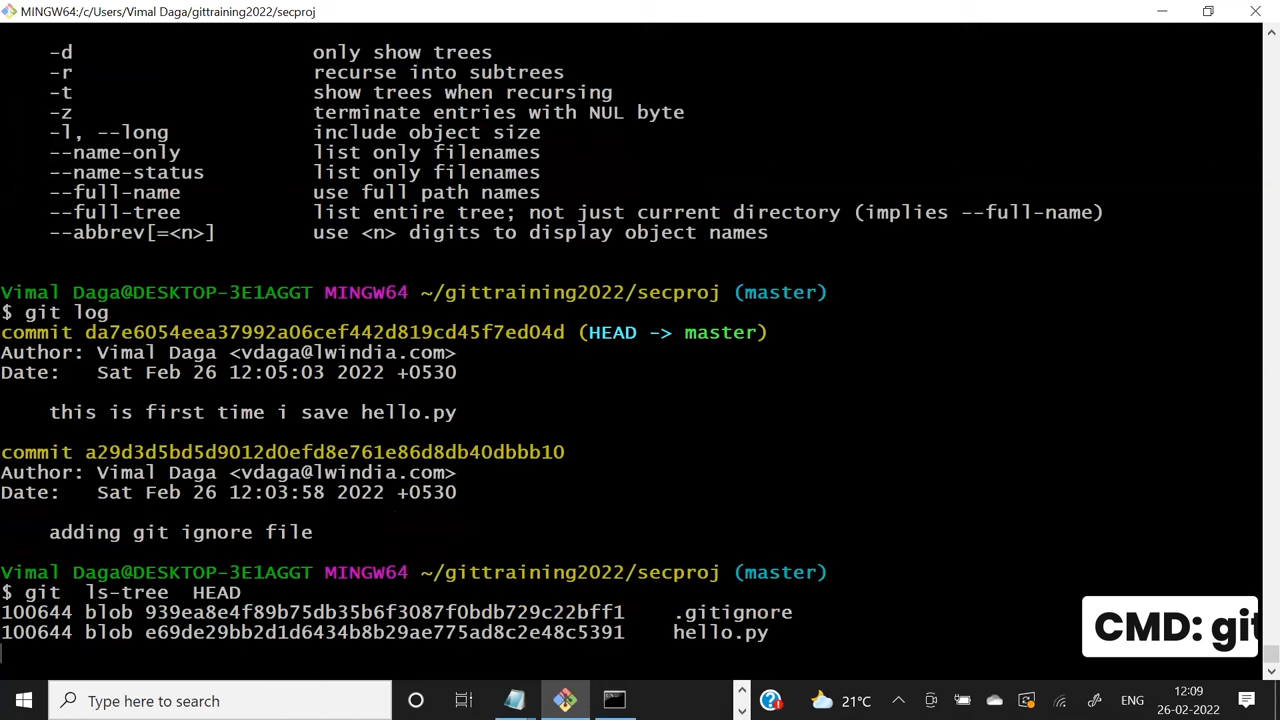 MINGW64:/c/Users/Vimal Daga/gittraining2022/secproj
-d only show trees
-r recurse into subtrees
-t show trees when recursing
-z terminate entries with NUL byte
-l, --long include object size
--name-only list only filenames
--name-status list only filenames
--full-name use full path names
--full-tree list entire tree; not just current directory (implies --full-name)
--abbrev[=<n>] use <n> digits to display object names
Vimal Daga@DESKTOP-3E1AGGT MINGW64 ~/gittraining2022/secproj (master)
$ git log
commit da7e6054eea37992a06cef442d819cd45f7ed04d (HEAD -> master)
Author: Vimal Daga <vdaga@lwindia.com>
Date: Sat Feb 26 12:05:03 2022 +0530
this is first time i save hello.py
commit a29d3d5bd5d9012d0efd8e761e86d8db40dbbb10
Author: Vimal Daga <vdaga@lwindia.com>
Date: Sat Feb 26 12:03:58 2022 +0530
adding git ignore file
Vimal Daga@DESKTOP-3E1AGGT MINGW64 ~/gittraining2022/secproj (master)
$ git ls-tree HEAD
100644 blob 939ea8e4f89b75db35b6f3087f0bdb729c22bff1 .gitignore
100644 blob e69de29bb2d1d6434b8b29ae775ad8c2e48c5391 hello.py
CMD: git
Type here to search
21°C
ENG
12:09
26-02-2022